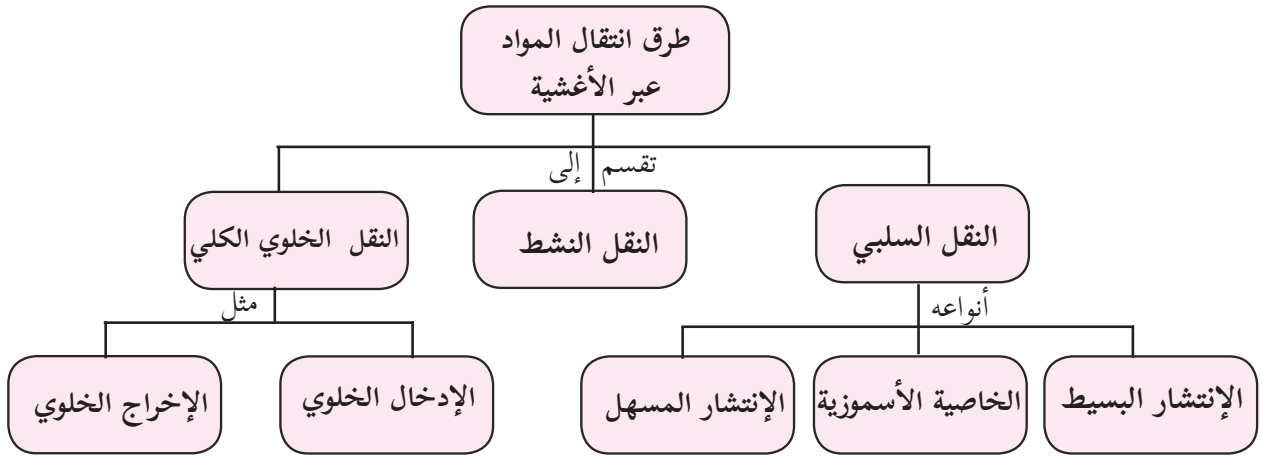 طرق انتقال المواد
عبر الأغشية
تقسم إلى
النقل السلبي
النقل النشط
النقل الخلوي الكلي
أنواعه
مثل
الإنتشار البسيط
الخاصية الأسموزية
الإنتشار المسهل
الإدخال الخلوي
الإخراج الخلوي